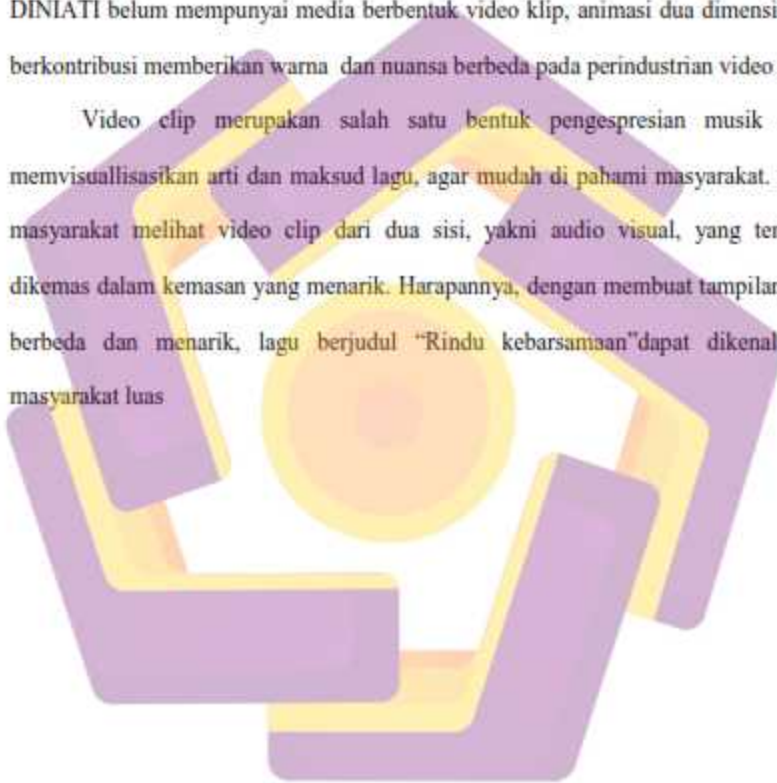 DINIATI belum mempunyai media berbentuk video klip, animasi dua dimensi
berkontribusi memberikan warna dan nuansa berbeda pada perindustrian video
Video clip merupakan salah satu bentuk pengespresian musik
memvisuallisasikan arti dan maksud lagu, agar mudah di pahami masyarakat.
masyarakat melihat video clip dari dua sisi, yakni audio visual, yang ter
dikemas dalam kemasan yang menarik. Harapannya, dengan membuat tampilan
berbeda dan menarik, lagu berjudul “Rindu kebarsamaan”dapat dikenal
masyarakat luas